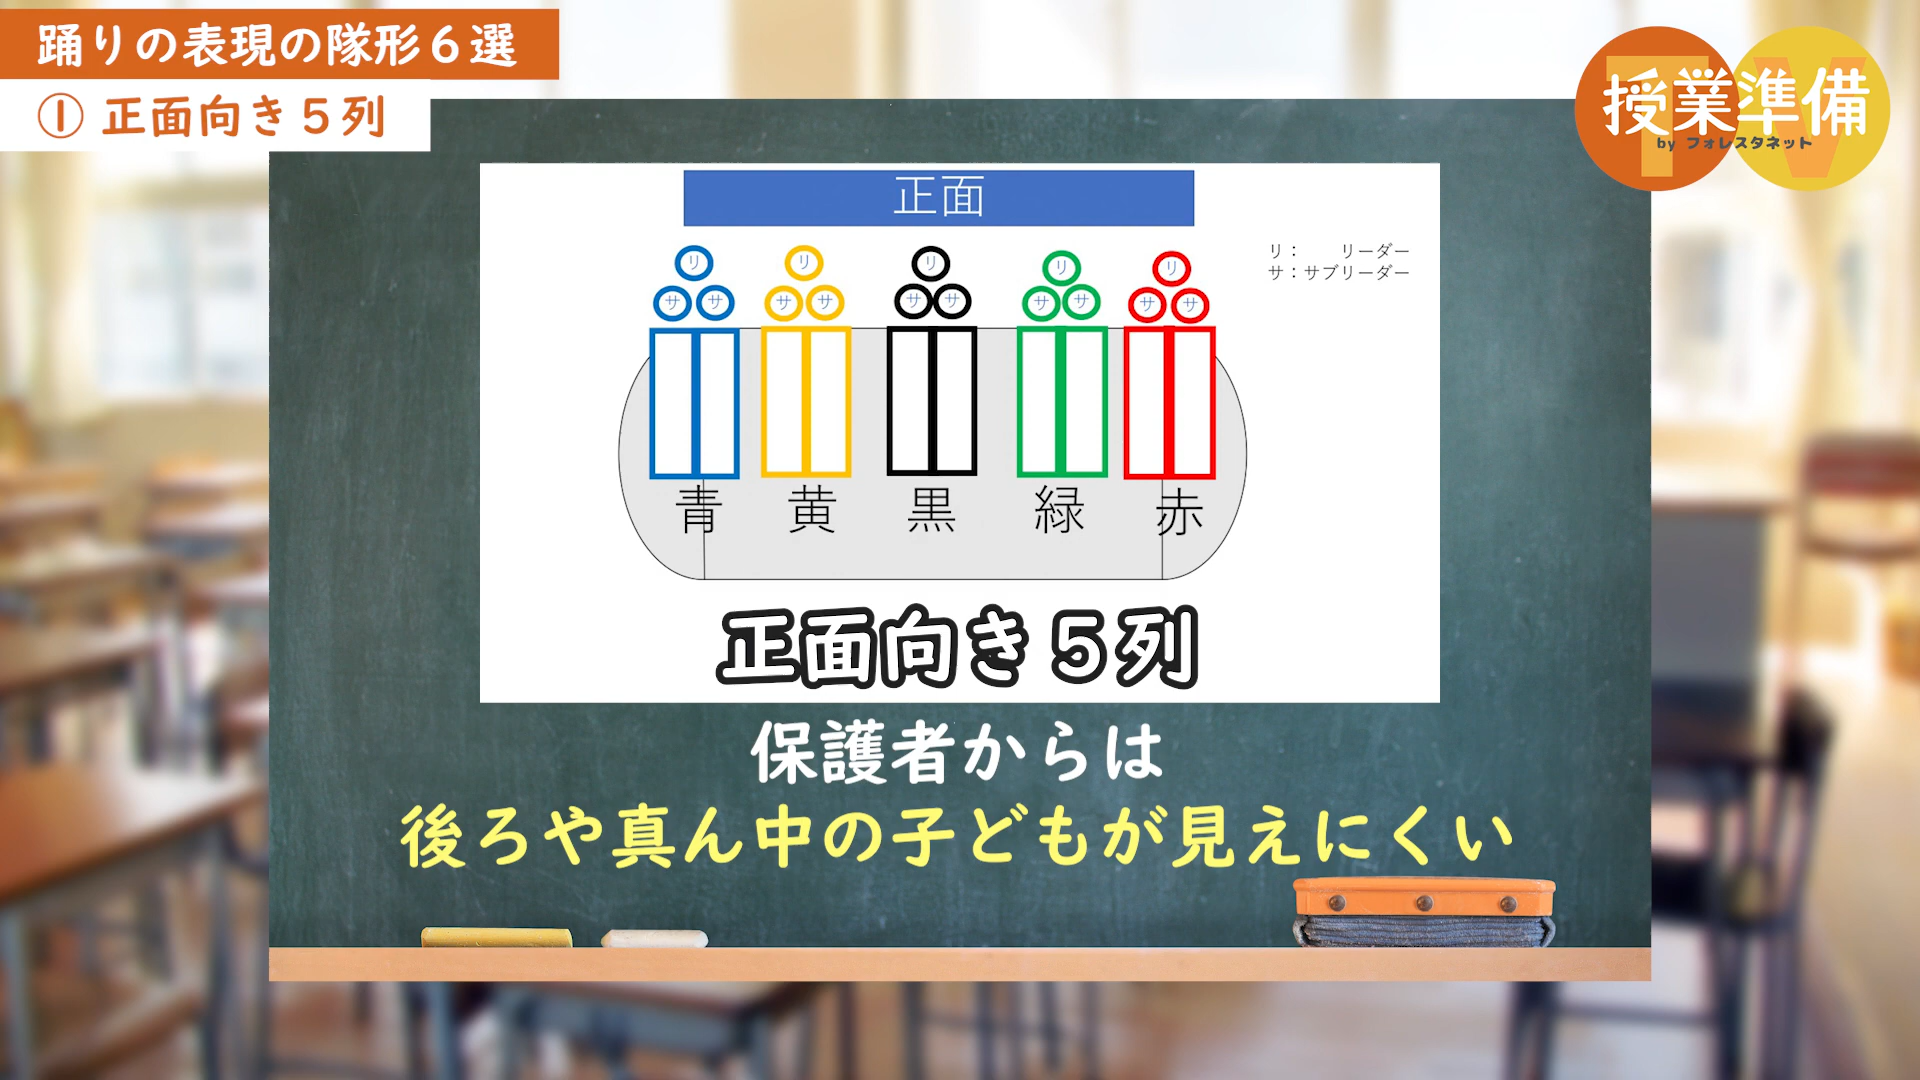 踊りの表現の隊形６選
① 正面向き５列
授業準備
TV
by フォレスタネット
正面
リ：　　リーダー
サ：サブリーダー
リ リ リ リ リ
サ サ サ サ サ サ サ サ サ サ
青 黄 黒 緑 赤
正面向き５列
保護者からは
後ろや真ん中の子どもが見えにくい